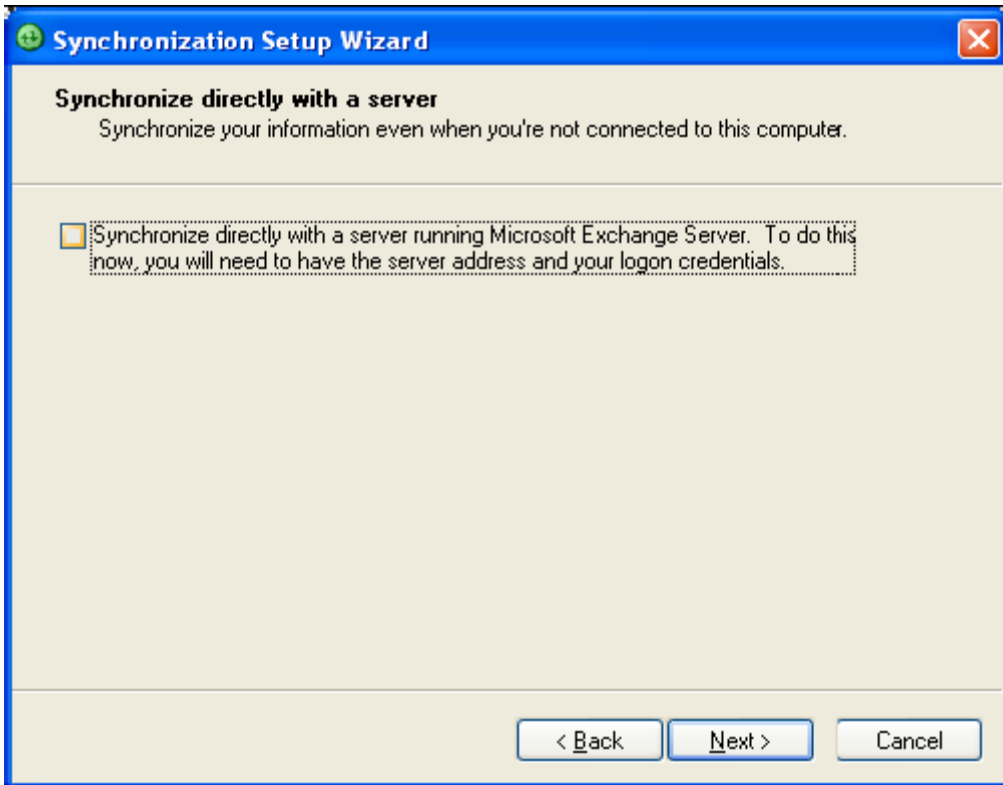 Synchronization Setup Wizard
Synchronize directly with a server
Synchronize your information even when you're not connected to this computer.
Synchronize directly with a server running Microsoft Exchange Server.  To do this
now, you will need to have the server address and your logon credentials.
< Back
Next >
Cancel